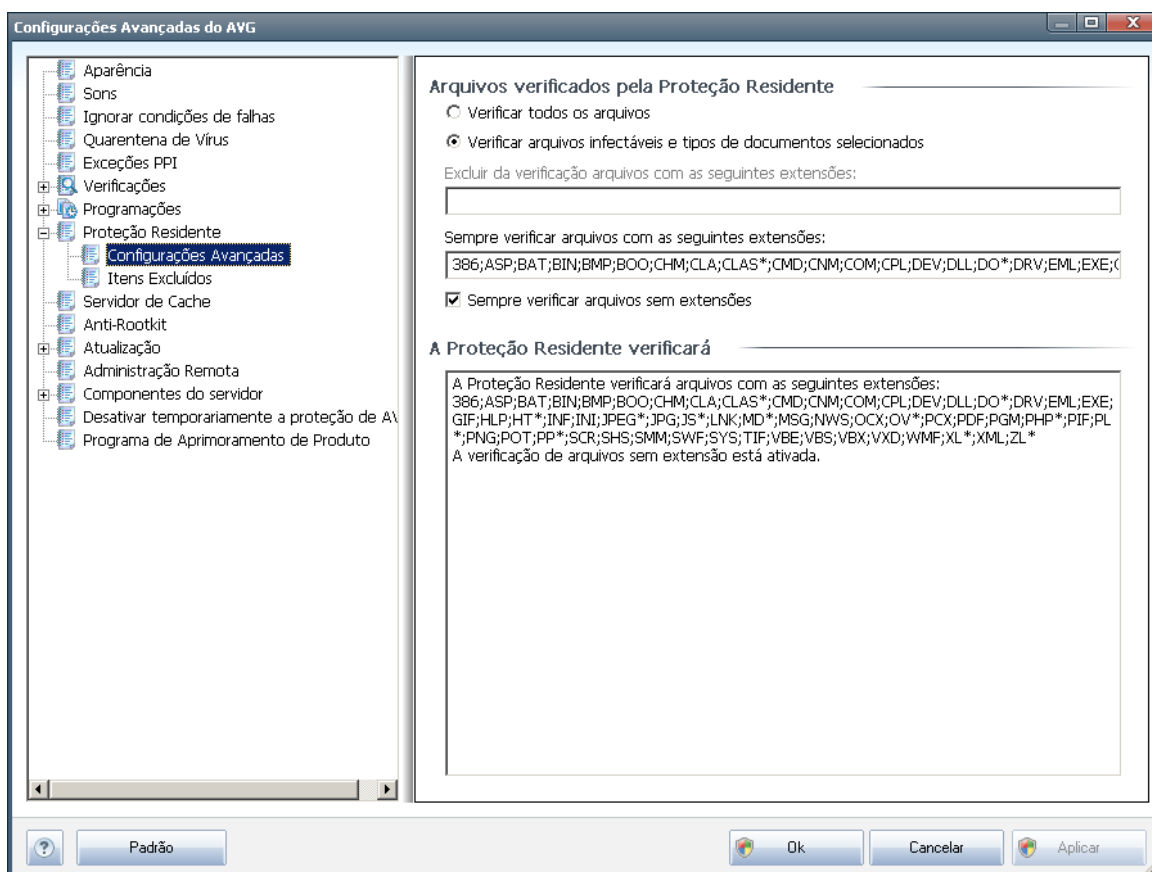 Configurações Avançadas do AVG
Aparência
Sons
Ignorar condições de falhas
Quarentena de Vírus
Exceções PPI
Verificações
Programações
Proteção Residente
Configurações Avançadas
Itens Excluídos
Servidor de Cache
Anti-Rootkit
Atualização
Administração Remota
Componentes do servidor
Desativar temporariamente a proteção de AV
Programa de Aprimoramento de Produto
Arquivos verificados pela Proteção Residente
Verificar todos os arquivos
Verificar arquivos infectáveis e tipos de documentos selecionados
Excluir da verificação arquivos com as seguintes extensões:
Sempre verificar arquivos com as seguintes extensões:
386;ASP;BAT;BIN;BMP;BOO;CHM;CLA;CLAS*;CMD;CNM;COM;CPL;DEV;DLL;DO*;DRV;EML;EXE;
Sempre verificar arquivos sem extensões
A Proteção Residente verificará
A Proteção Residente verificará arquivos com as seguintes extensões:
386;ASP;BAT;BIN;BMP;BOO;CHM;CLA;CLAS*;CMD;CNM;COM;CPL;DEV;DLL;DO*;DRV;EML;EXE;
GIF;HLP;HT*;INF;INI;JPEG*;JPG;JS*;LNK;MD*;MSG;NWS;OCX;OV*;PCX;PDF;PGM;PHP*;PIF;PL
*;PNG;POT;PP*;SCR;SHS;SMM;SWF;SYS;TIF;VBE;VBS;VBX;VXD;WMF;XL*;XML;ZL*
A verificação de arquivos sem extensão está ativada.
? Padrão Ok Cancelar Aplicar